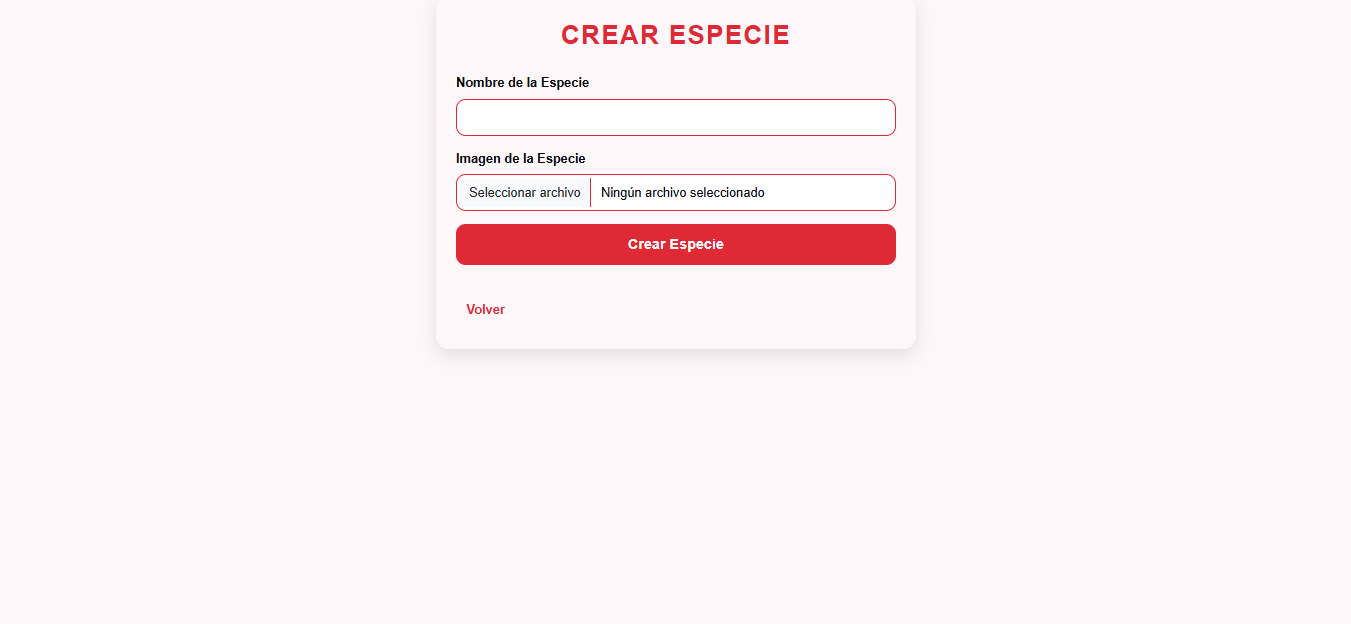 CREAR ESPECIE
Nombre de la Especie
Imagen de la Especie
Seleccionar archivo Ningún archivo seleccionado
Crear Especie
Volver